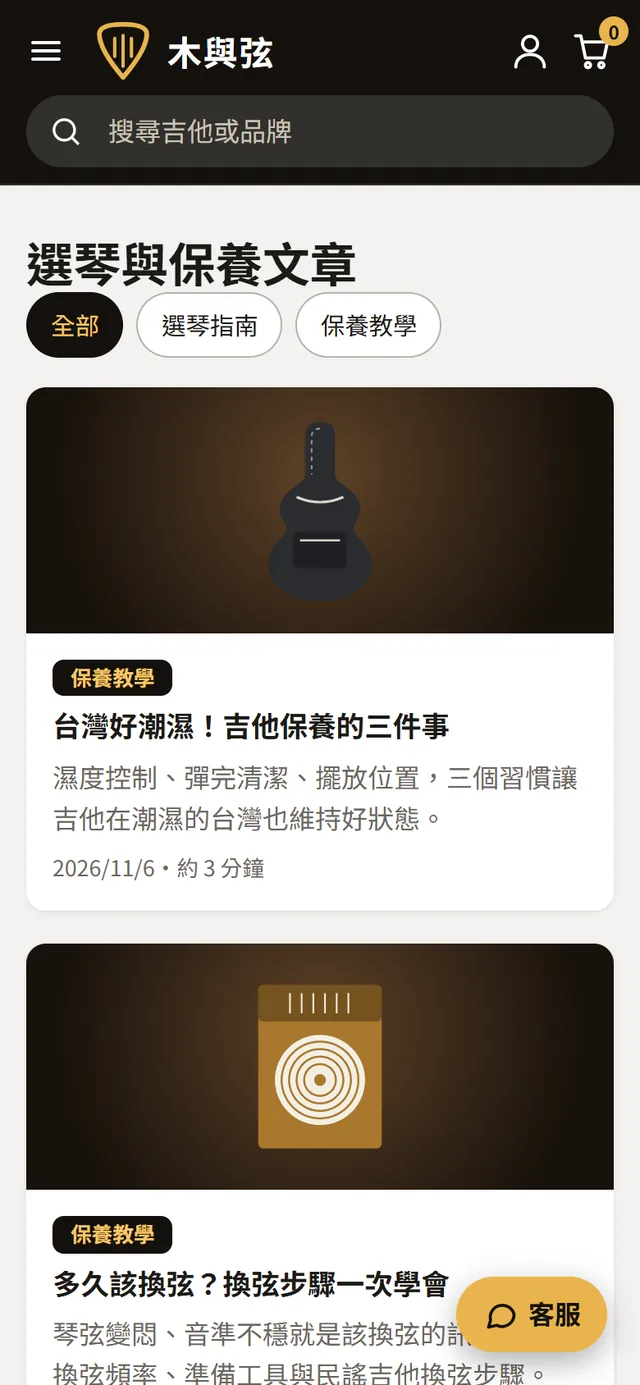 木與弦
0
搜尋吉他或品牌
選琴與保養文章
全部
選琴指南
保養教學
保養教學
台灣好潮濕！吉他保養的三件事
濕度控制、彈完清潔、擺放位置，三個習慣讓
吉他在潮濕的台灣也維持好狀態。
2026/11/6・約 3 分鐘
保養教學
多久該換弦？換弦步驟一次學會
琴弦變悶、音準不穩就是該換弦的
換弦頻率、準備工具與民謠吉他換弦步驟。
客服